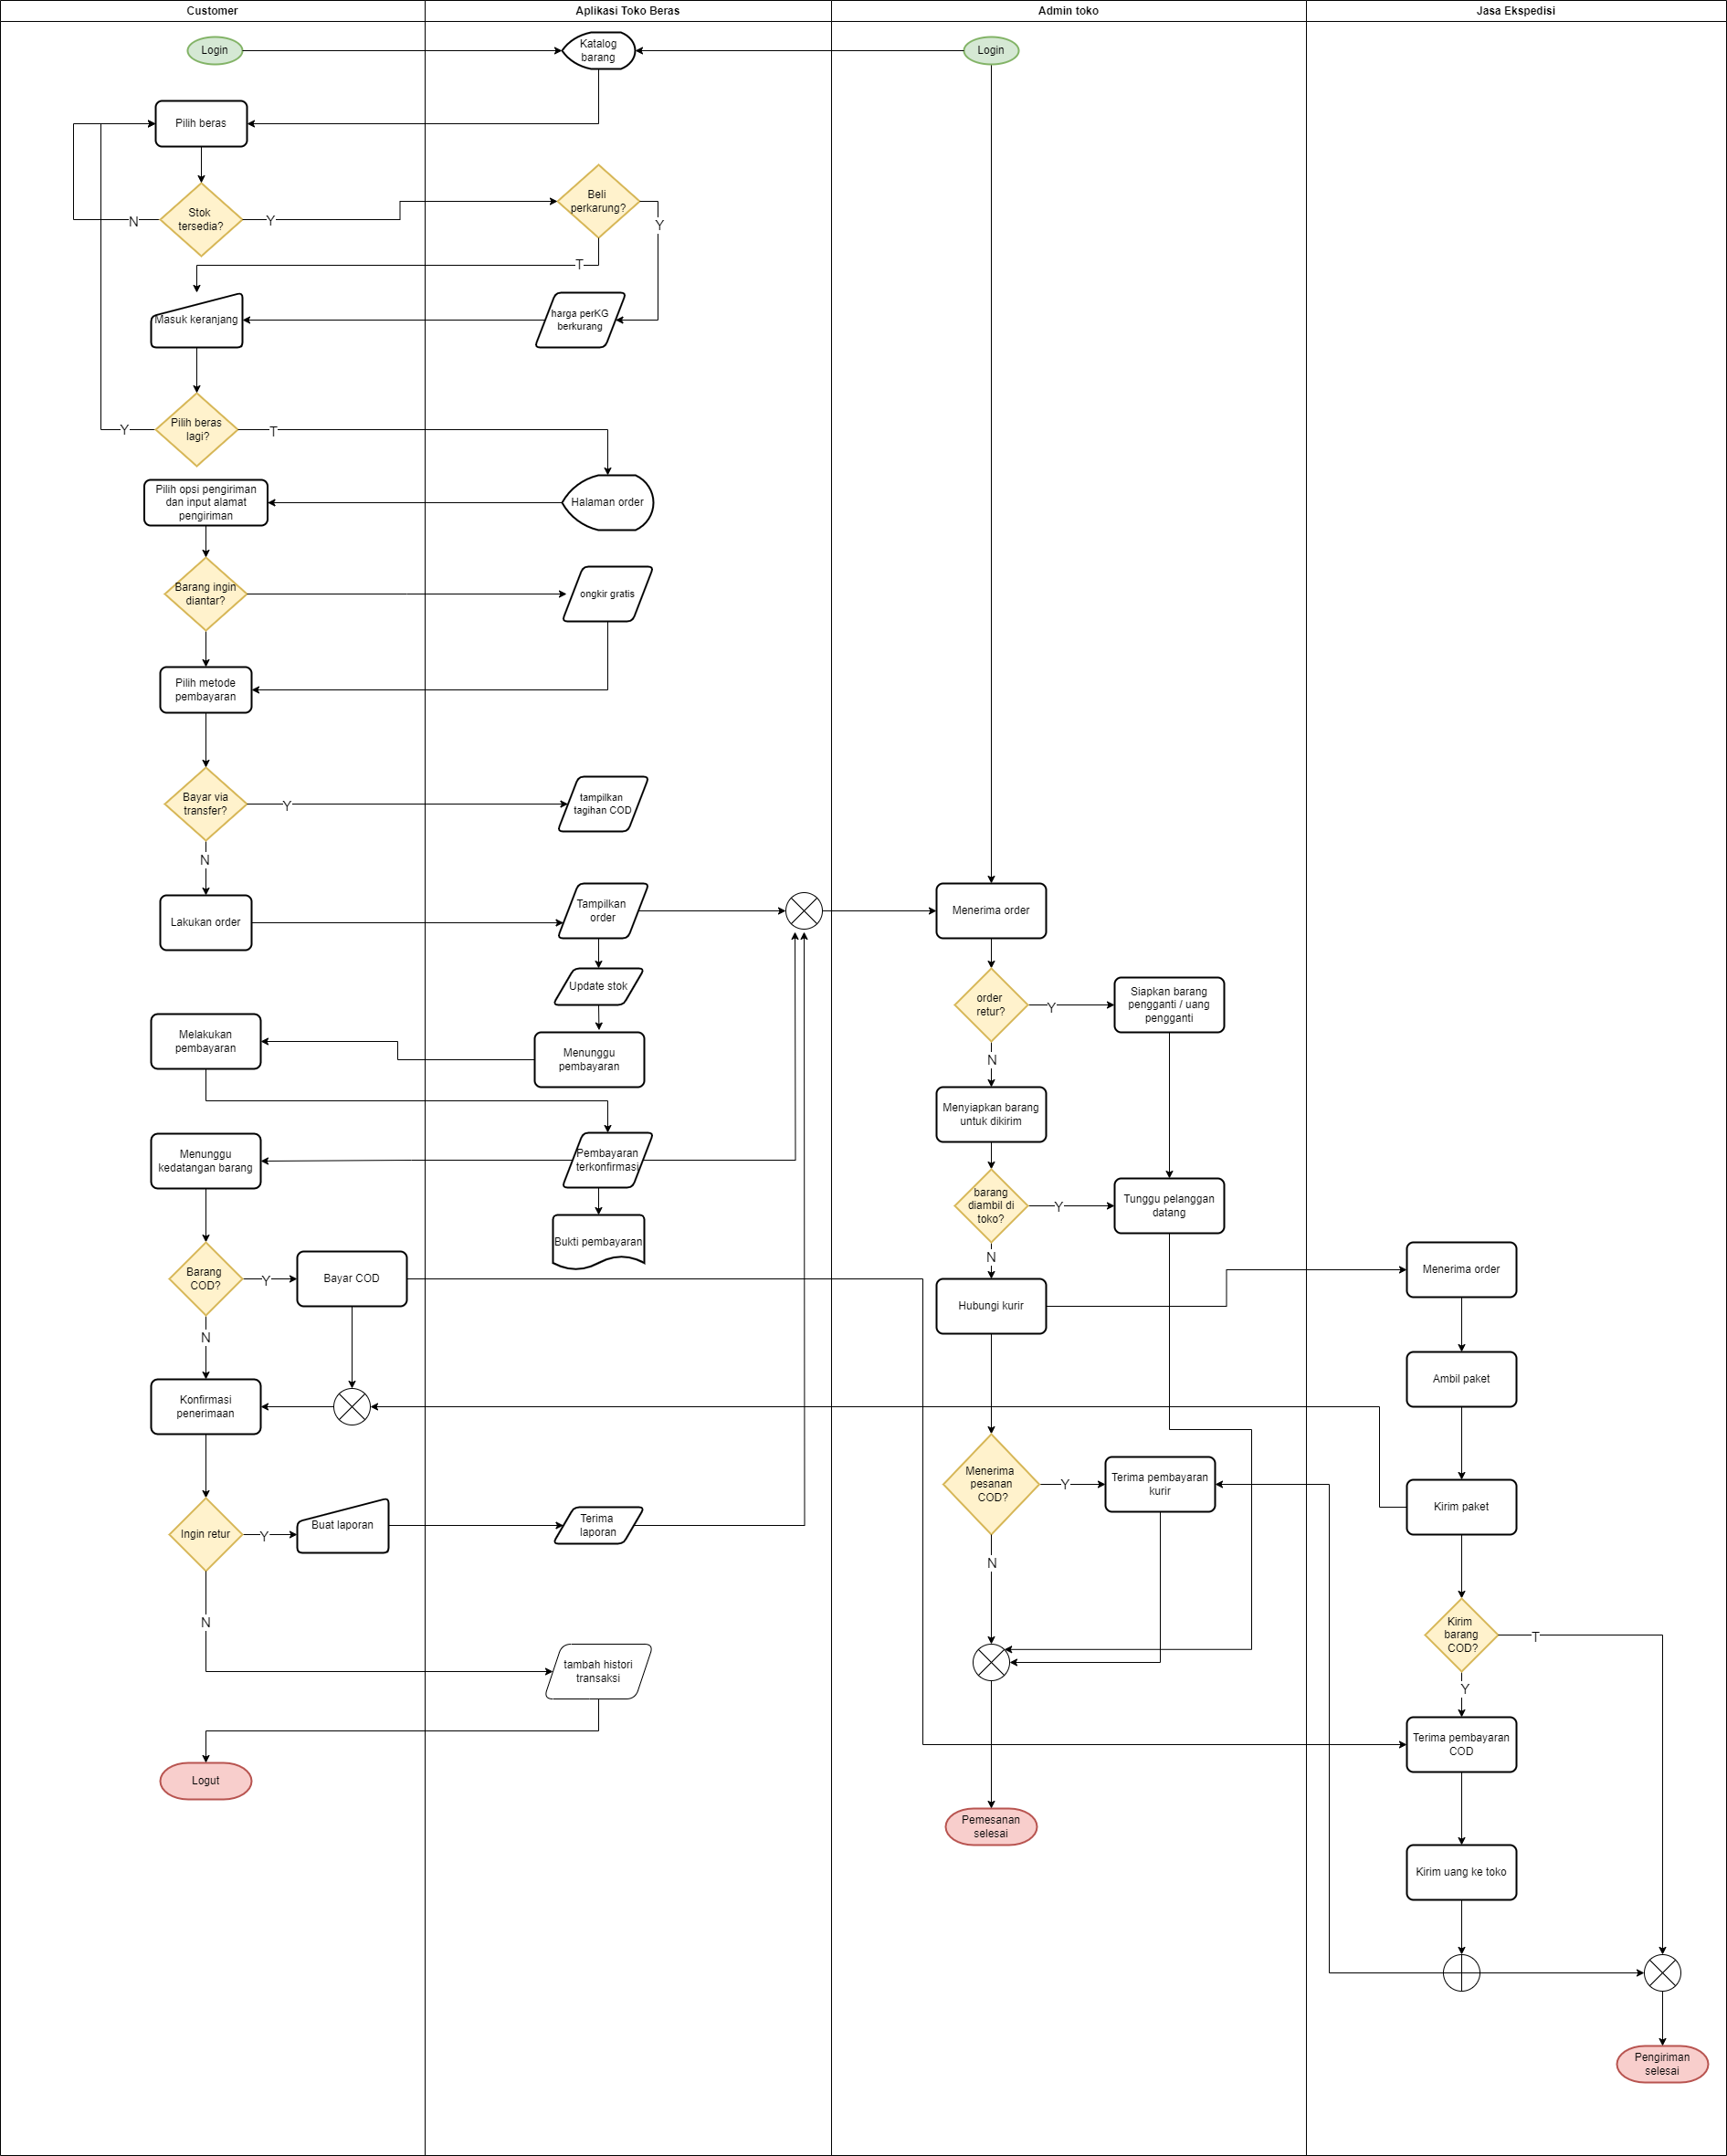 Customer
Aplikasi Toko Beras
Admin toko
Jasa Ekspedisi
Login
Katalog
barang
Login
Pilih beras
Stok
tersedia?
N
Y
Beli
perkarung?
Y
T
Masuk keranjang
harga perKG
berkurang
Pilih beras
lagi?
Y
T
Pilih opsi pengiriman
dan input alamat
pengiriman
Halaman order
Barang ingin
diantar?
ongkir gratis
Pilih metode
pembayaran
Bayar via
transfer?
Y
tampilkan
tagihan COD
N
Lakukan order
Tampilkan
order
Menerima order
Update stok
order
retur?
Y
Siapkan barang
pengganti / uang
pengganti
N
Melakukan
pembayaran
Menunggu
pembayaran
Menyiapkan barang
untuk dikirim
Menunggu
kedatangan barang
Pembayaran
terkonfirmasi
barang
diambil di
toko?
Y
Tunggu pelanggan
datang
N
Bukti pembayaran
Barang
COD?
Y
Bayar COD
N
Hubungi kurir
Menerima order
Ambil paket
Konfirmasi
penerimaan
Menerima
pesanan
COD?
Y
Terima pembayaran
kurir
N
Kirim paket
Ingin retur
Y
Buat laporan
Terima
laporan
N
Kirim
barang
COD?
T
Y
tambah histori
transaksi
Terima pembayaran
COD
Logut
Pemesanan
selesai
Kirim uang ke toko
Pengiriman
selesai